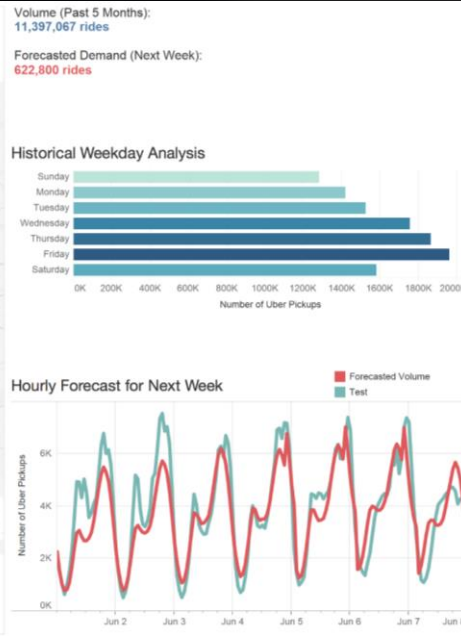 Volume (Past 5 Months):
11,397,067 rides
Forecasted Demand (Next Week):
622,800 rides
Historical Weekday Analysis
Sunday
Monday
Tuesday
Wednesday
Thursday
Friday
Saturday
0K 200K 400K 600K 800K 1000K 1200K 1400K 1600K 1800K 2000
Number of Uber Pickups
Forecasted Volume
Hourly Forecast for Next Week
Test
Number of Uber Pickups
6K
4K
2K
0K
Jun 2 Jun 3 Jun 4 Jun 5 Jun 6 Jun 7 Jun